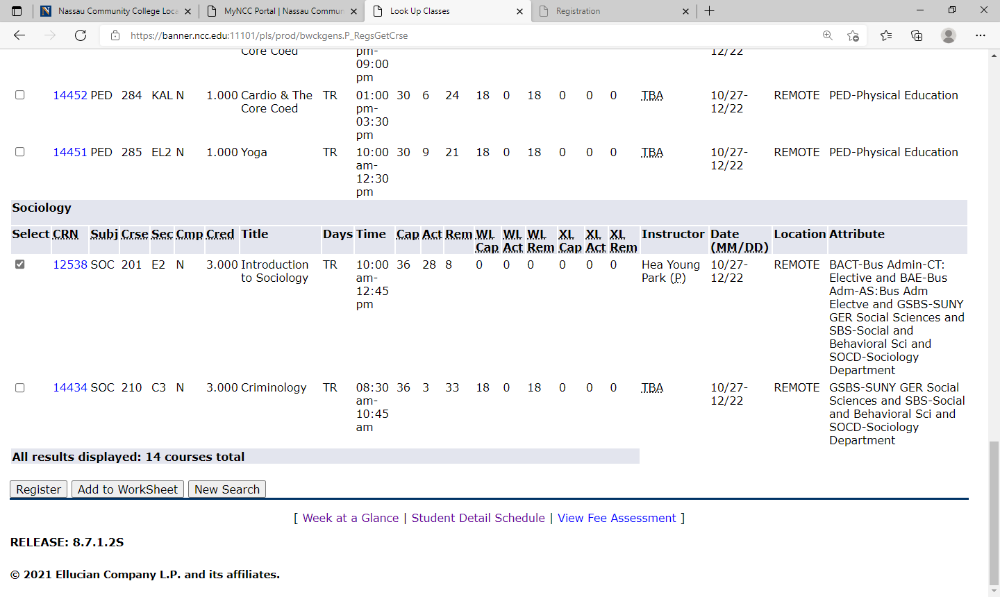 Nassau Community College Loca
MyNCC Portal | Nassau Commun
Look Up Classes
Registration
https://banner.ncc.edu:11101/pls/prod/bwckgens.P_RegsGetCrse
Core Coed pm- 12/22
09:00
pm
14452 PED 284 KAL N 1.000 Cardio & The TR 01:00 30 6 24 18 0 18 0 0 0 TBA 10/27- REMOTE PED-Physical Education
Core Coed pm- 12/22
03:30
pm
14451 PED 285 EL2 N 1.000 Yoga TR 10:00 30 9 21 18 0 18 0 0 0 TBA 10/27- REMOTE PED-Physical Education
am- 12/22
12:30
pm
Sociology
Select CRN Subj Crse Sec Cmp Cred Title Days Time Cap Act Rem WL WL WL XL XL XL Instructor Date Location Attribute
Cap Act Rem Cap Act Rem (MM/DD)
12538 SOC 201 E2 N 3.000 Introduction TR 10:00 36 28 8 0 0 0 0 0 0 Hea Young 10/27- REMOTE BACT-Bus Admin-CT:
to Sociology am- Park (P) 12/22 Elective and BAE-Bus
12:45 Adm-AS:Bus Adm
pm Electve and GSBS-SUNY
GER Social Sciences and
SBS-Social and
Behavioral Sci and
SOCD-Sociology
Department
14434 SOC 210 C3 N 3.000 Criminology TR 08:30 36 3 33 18 0 18 0 0 0 TBA 10/27- REMOTE GSBS-SUNY GER Social
am- 12/22 Sciences and SBS-Social
10:45 and Behavioral Sci and
am SOCD-Sociology
Department
All results displayed: 14 courses total
Register Add to WorkSheet New Search
[ Week at a Glance | Student Detail Schedule | View Fee Assessment ]
RELEASE: 8.7.1.2S
© 2021 Ellucian Company L.P. and its affiliates.